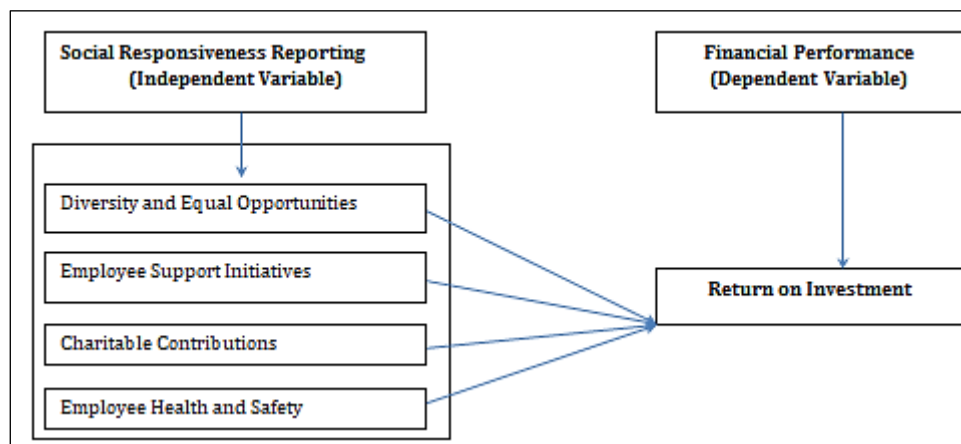 Social Responsiveness Reporting
(Independent Variable)
Financial Performance
(Dependent Variable)
Diversity and Equal Opportunities
Employee Support Initiatives
Charitable Contributions
Employee Health and Safety
Return on Investment